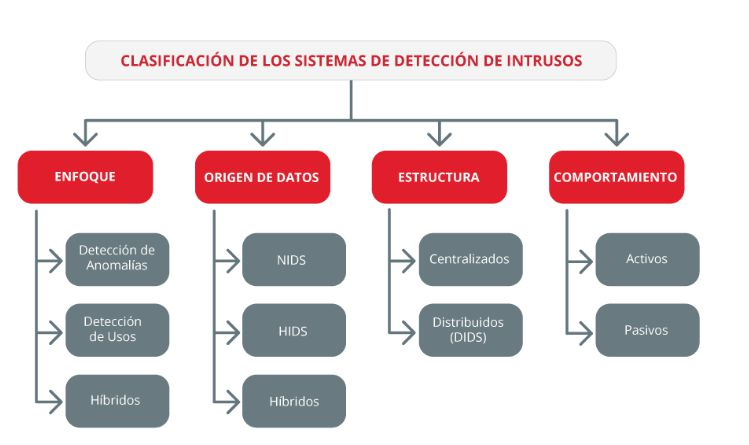 CLASIFICACIÓN DE LOS SISTEMAS DE DETECCIÓN DE INTRUSOS
ENFOQUE
Detección de
Anomalías
Detección
de Usos
Híbridos
ORIGEN DE DATOS
NIDS
HIDS
Híbridos
ESTRUCTURA
Centralizados
Distribuidos
(DIDS)
COMPORTAMIENTO
Activos
Pasivos